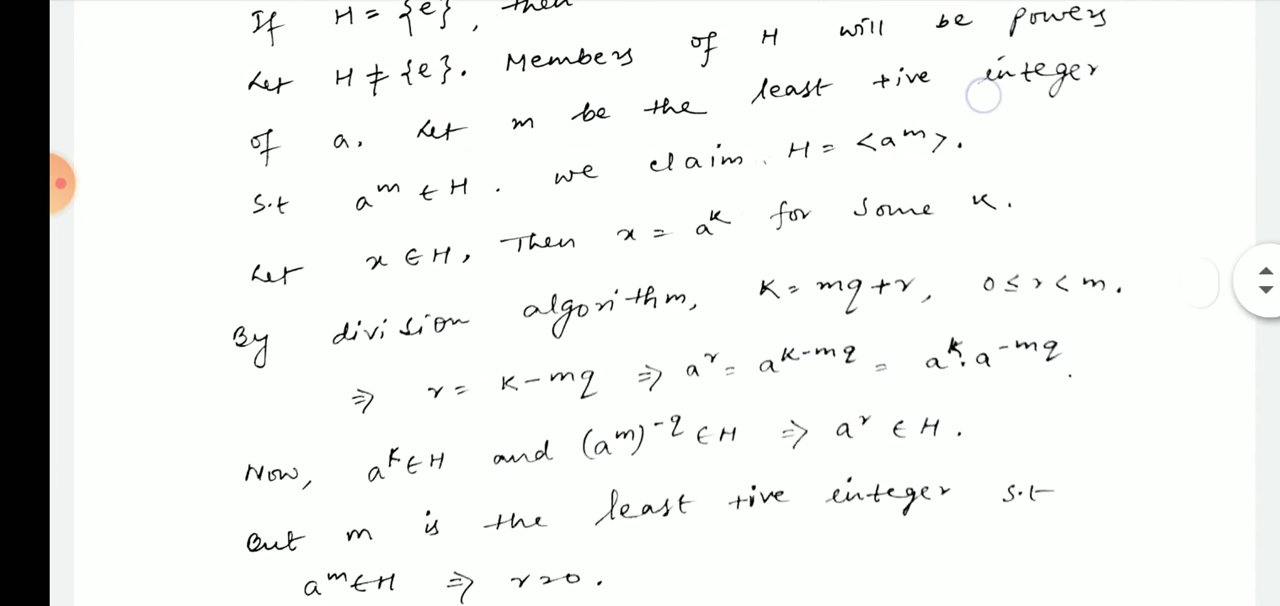 If H = {e}, then
Let H ≠ {e}. Members of H will be powers
of a. Let m be the least +ive integer
s.t a^m ∈ H. we claim H = <a^m>.
Let x ∈ H, Then x = a^k for some k.
By division algorithm, k = mq+r, 0 ≤ r < m.
⇒ r = k-mq ⇒ a^r = a^{k-mq} = a^k . a^{-mq}.
Now, a^k ∈ H and (a^m)^{-q} ∈ H ⇒ a^r ∈ H.
But m is the least +ive integer s.t
a^m ∈ H ⇒ r=0.